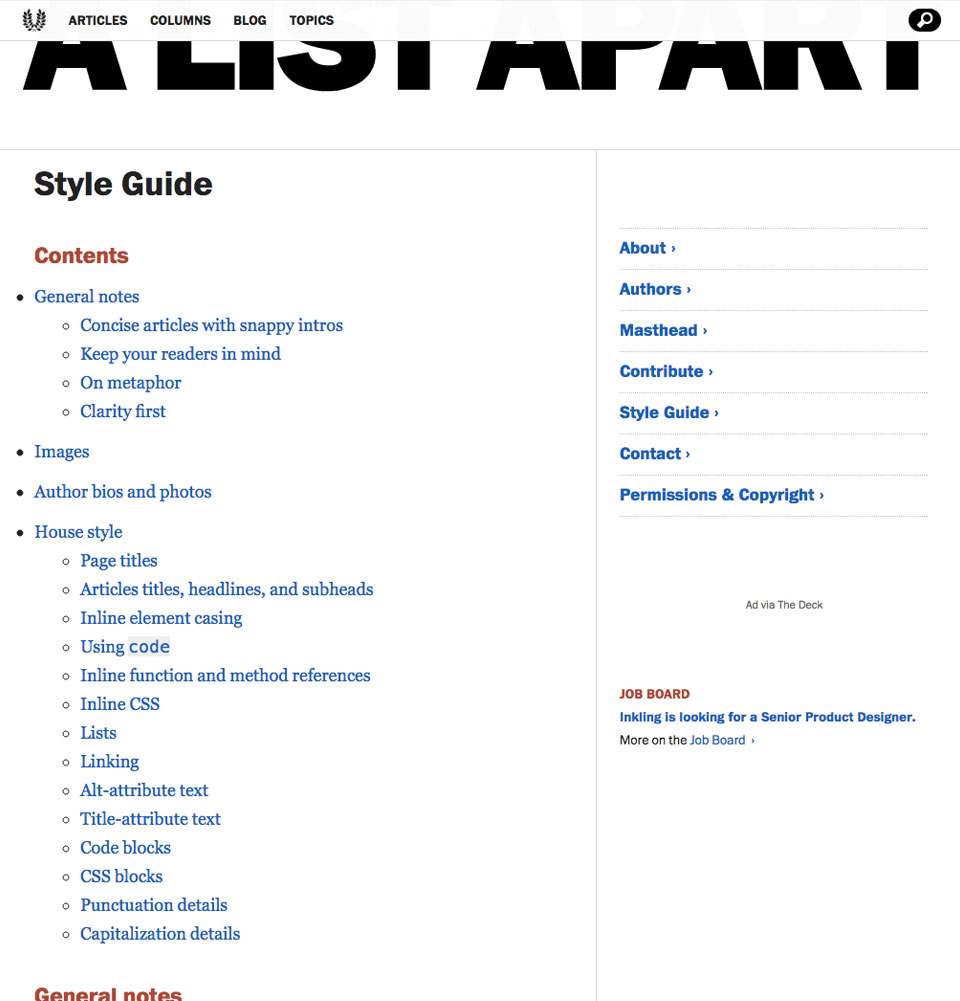 ARTICLES COLUMNS BLOG TOPICS
A LIST APART
Style Guide
Contents
General notes
Concise articles with snappy intros
Keep your readers in mind
On metaphor
Clarity first
Images
Author bios and photos
House style
Page titles
Articles titles, headlines, and subheads
Inline element casing
Using code
Inline function and method references
Inline CSS
Lists
Linking
Alt-attribute text
Title-attribute text
Code blocks
CSS blocks
Punctuation details
Capitalization details
General notes
About ›
Authors ›
Masthead ›
Contribute ›
Style Guide ›
Contact ›
Permissions & Copyright ›
Ad via The Deck
JOB BOARD
Inkling is looking for a Senior Product Designer.
More on the Job Board ›